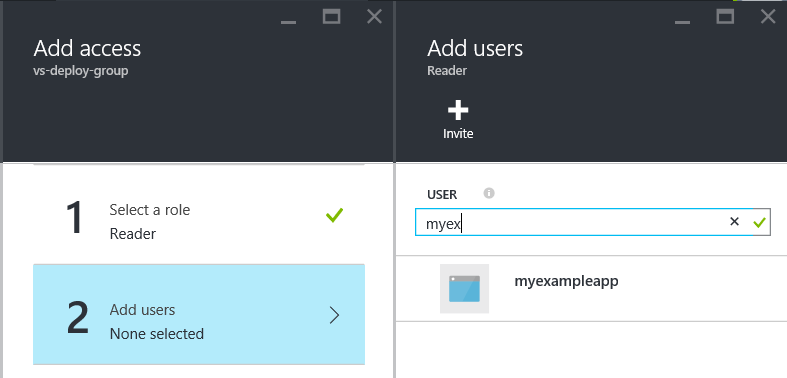 Add access
vs-deploy-group
1
Select a role
Reader
2
Add users
None selected
Add users
Reader
Invite
USER
myex
myexampleapp